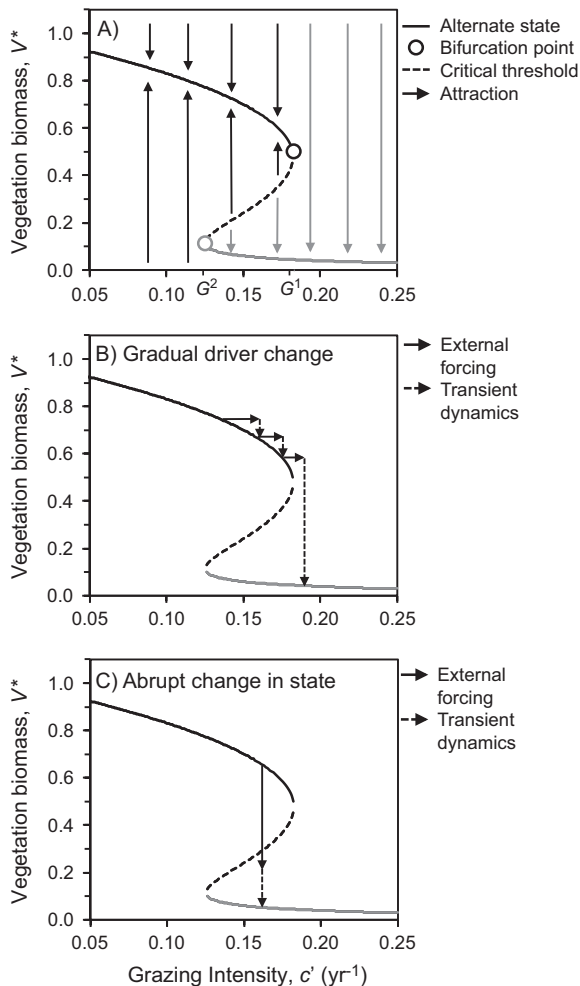 A)
Vegetation biomass, V*
1.0
0.8
0.6
0.4
0.2
0.0
0.05
0.10
G²
0.15
G¹
0.20
0.25
Alternate state
Bifurcation point
Critical threshold
Attraction
B) Gradual driver change
Vegetation biomass, V*
1.0
0.8
0.6
0.4
0.2
0.0
0.05
0.10
0.15
0.20
0.25
External
forcing
Transient
dynamics
C) Abrupt change in state
Vegetation biomass, V*
1.0
0.8
0.6
0.4
0.2
0.0
0.05
0.10
0.15
0.20
0.25
External
forcing
Transient
dynamics
Grazing Intensity, c' (yr⁻¹)